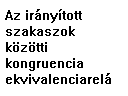 Az irányított
szakaszok
közötti
kongruencia
ekvivalenciarelá